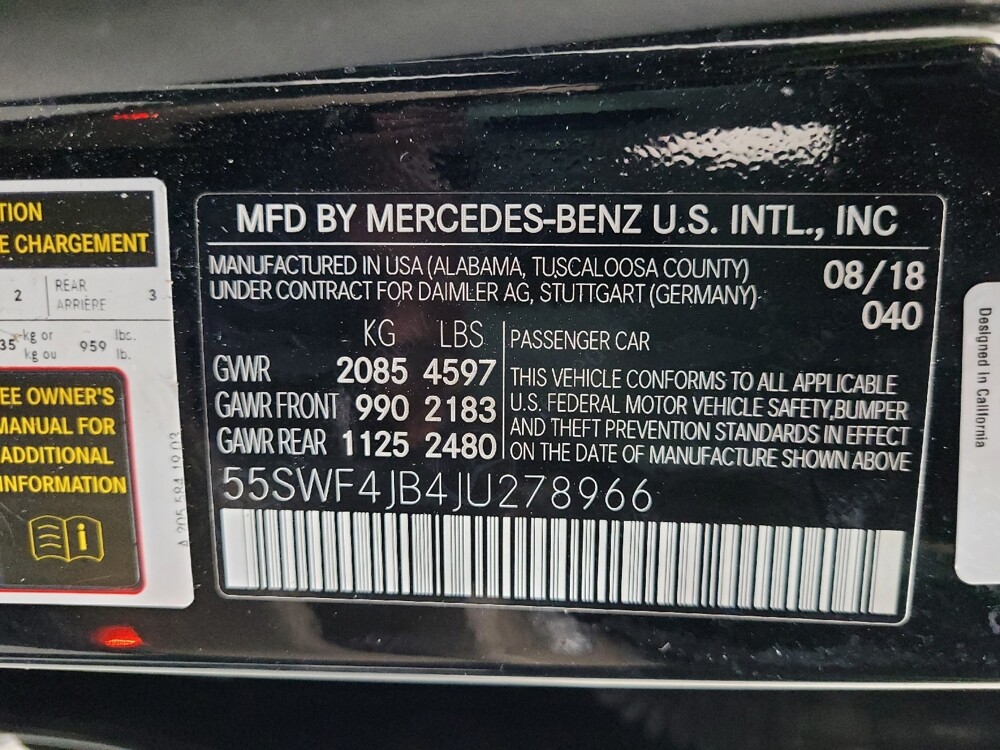 TION
E CHARGEMENT
2 REAR 3
ARRIÈRE
35 kg or 959 lbs.
kg ou lb.
EE OWNER'S
MANUAL FOR
ADDITIONAL
INFORMATION
MFD BY MERCEDES-BENZ U.S. INTL., INC
MANUFACTURED IN USA (ALABAMA, TUSCALOOSA COUNTY) 08/18
UNDER CONTRACT FOR DAIMLER AG, STUTTGART (GERMANY)
040
KG LBS
GVWR 2085 4597
GAWR FRONT 990 2183
GAWR REAR 1125 2480
PASSENGER CAR
THIS VEHICLE CONFORMS TO ALL APPLICABLE
U.S. FEDERAL MOTOR VEHICLE SAFETY,BUMPER
AND THEFT PREVENTION STANDARDS IN EFFECT
ON THE DATE OF MANUFACTURE SHOWN ABOVE
55SWF4JB4JU278966
Designed in California